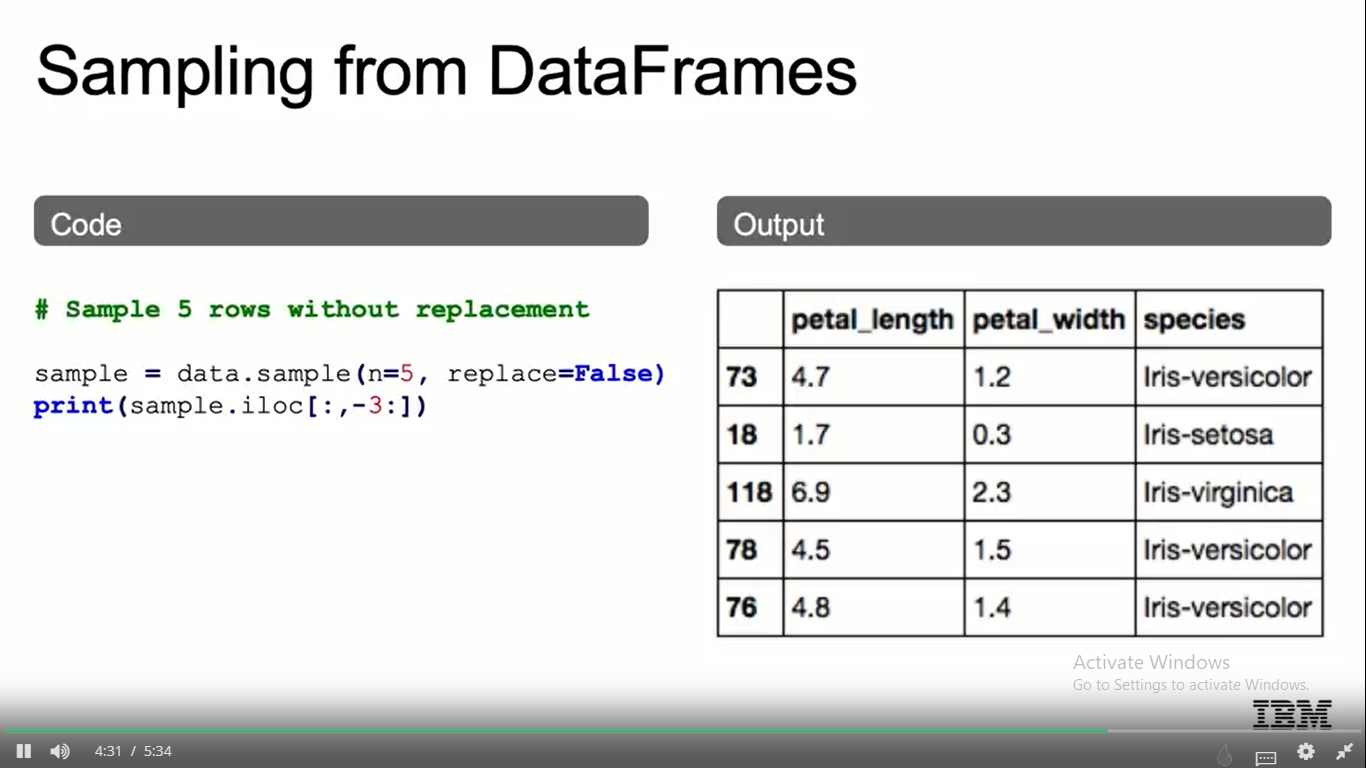 Sampling from DataFrames
Code
Output
# Sample 5 rows without replacement
sample = data.sample(n=5, replace=False)
print(sample.iloc[:,-3:])
petal_length petal_width species
73 4.7 1.2 Iris-versicolor
18 1.7 0.3 Iris-setosa
118 6.9 2.3 Iris-virginica
78 4.5 1.5 Iris-versicolor
76 4.8 1.4 Iris-versicolor
Activate Windows
Go to Settings to activate Windows.
IBM
4:31 / 5:34